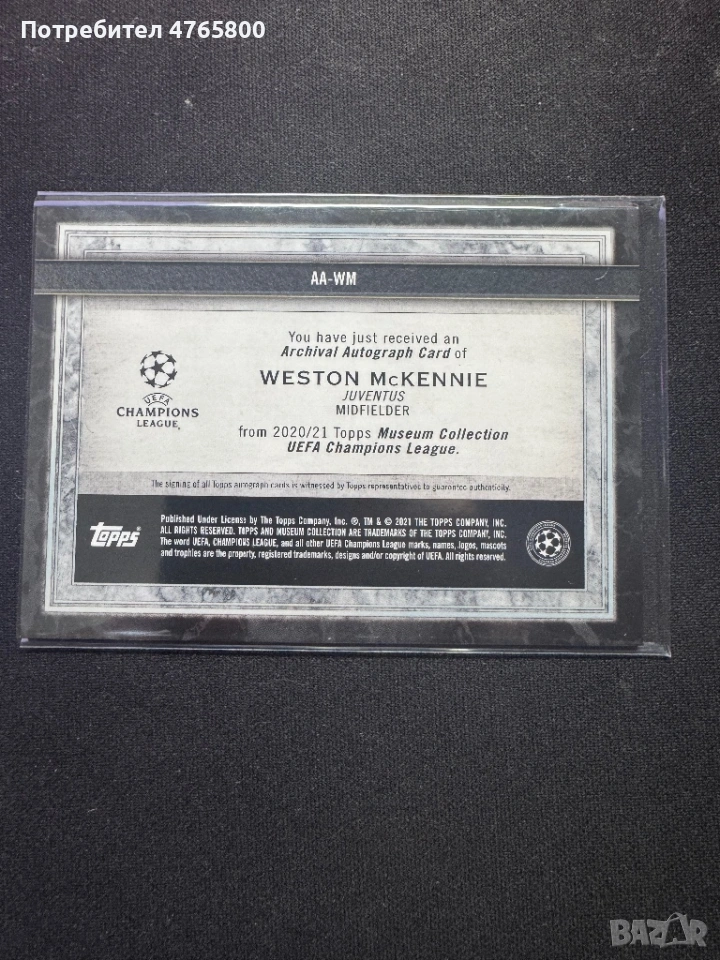 Потребител 4765800
AA-WM
You have just received an
Archival Autograph Card of
WESTON McKENNIE
JUVENTUS
MIDFIELDER
from 2020/21 Topps Museum Collection
UEFA Champions League.
UEFA
CHAMPIONS
LEAGUE
The signing of all Topps autograph cards is witnessed by Topps representatives to guarantee authenticity.
topps
Published Under License by The Topps Company, Inc. ®, TM & © 2021 THE TOPPS COMPANY, INC.
ALL RIGHTS RESERVED. TOPPS AND MUSEUM COLLECTION ARE TRADEMARKS OF THE TOPPS COMPANY, INC.
The word UEFA, CHAMPIONS LEAGUE, and all other UEFA Champions League marks, names, logos, mascots
and trophies are the property, registered trademarks, designs and/or copyright of UEFA. All rights reserved.
BAZAR